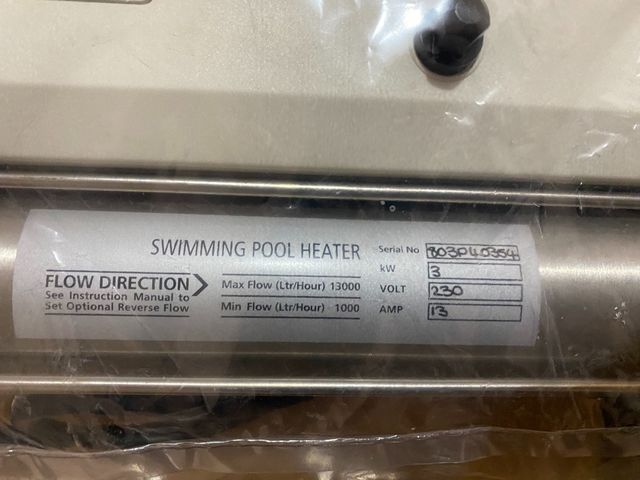 SWIMMING POOL HEATER
FLOW DIRECTION
See Instruction Manual to
Set Optional Reverse Flow
Max Flow (Ltr/Hour) 13000
Min Flow (Ltr/Hour) 1000
Serial No 803P40354
kW 3
VOLT 230
AMP 13